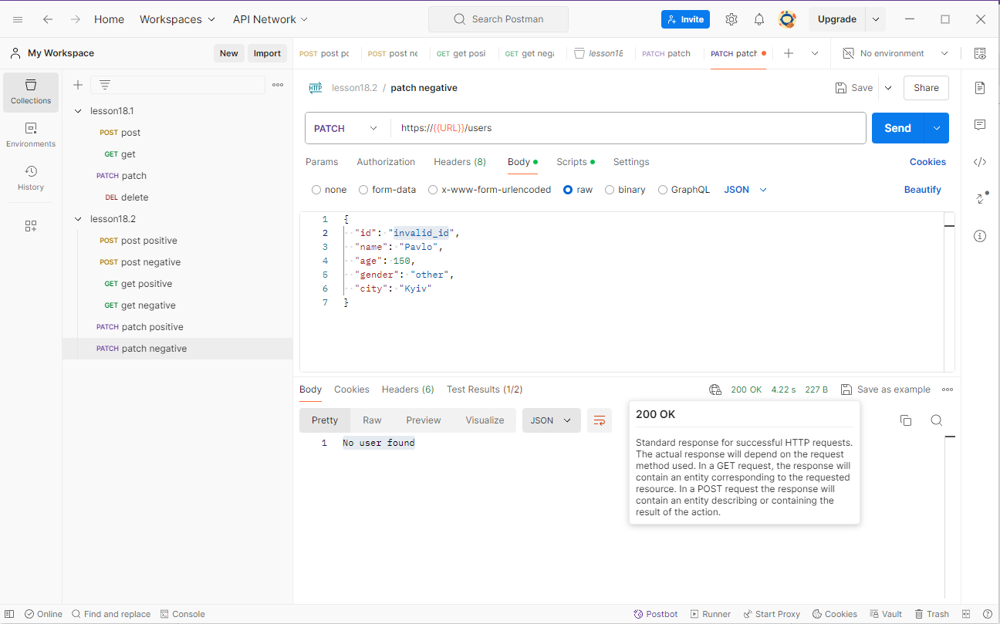 Home Workspaces API Network Search Postman Invite Upgrade
My Workspace New Import POST post po POST post ne GET get posi GET get nega lesson18 PATCH patch PATCH patch No environment
Collections
Environments
History
lesson18.1
POST post
GET get
PATCH patch
DEL delete
lesson18.2
POST post positive
POST post negative
GET get positive
GET get negative
PATCH patch positive
PATCH patch negative
HTTP lesson18.2 / patch negative Save Share
PATCH https://{{URL}}/users Send
Params Authorization Headers (8) Body Scripts Settings Cookies
none form-data x-www-form-urlencoded raw binary GraphQL JSON Beautify
1 {
2 "id": "invalid_id",
3 "name": "Pavlo",
4 "age": 150,
5 "gender": "other",
6 "city": "Kyiv"
7 }
Body Cookies Headers (6) Test Results (1/2) 200 OK 4.22 s 227 B Save as example
Pretty Raw Preview Visualize JSON
1 No user found
200 OK
Standard response for successful HTTP requests.
The actual response will depend on the request
method used. In a GET request, the response will
contain an entity corresponding to the requested
resource. In a POST request the response will
contain an entity describing or containing the
result of the action.
Online Find and replace Console Postbot Runner Start Proxy Cookies Vault Trash